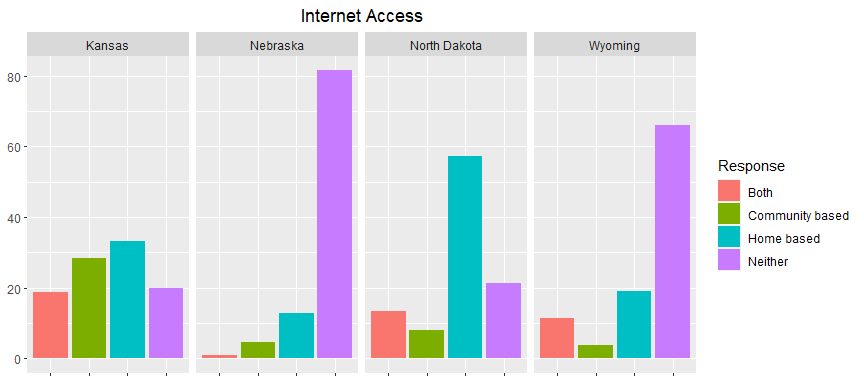 Internet Access
Kansas
Nebraska
North Dakota
Wyoming
80
60
40
20
0
Response
Both
Community based
Home based
Neither